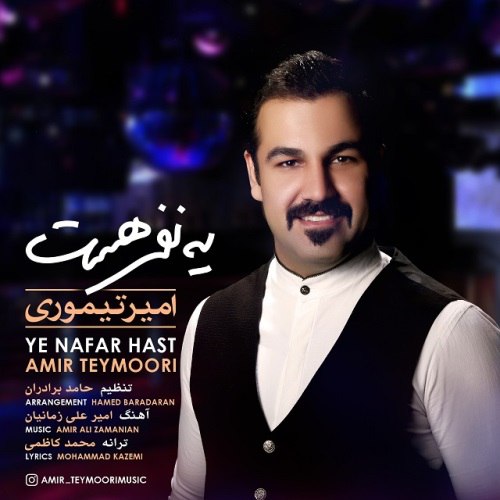 یه نفر هست
امیر تیموری
YE NAFAR HAST
AMIR TEYMOORI
تنظیم حامد برادران
ARRANGEMENT HAMED BARADARAN
آهنگ امیر علی زمانیان
MUSIC AMIR ALI ZAMANIAN
ترانه محمد کاظمی
LYRICS MOHAMMAD KAZEMI
AMIR_TEYMOORIMUSIC